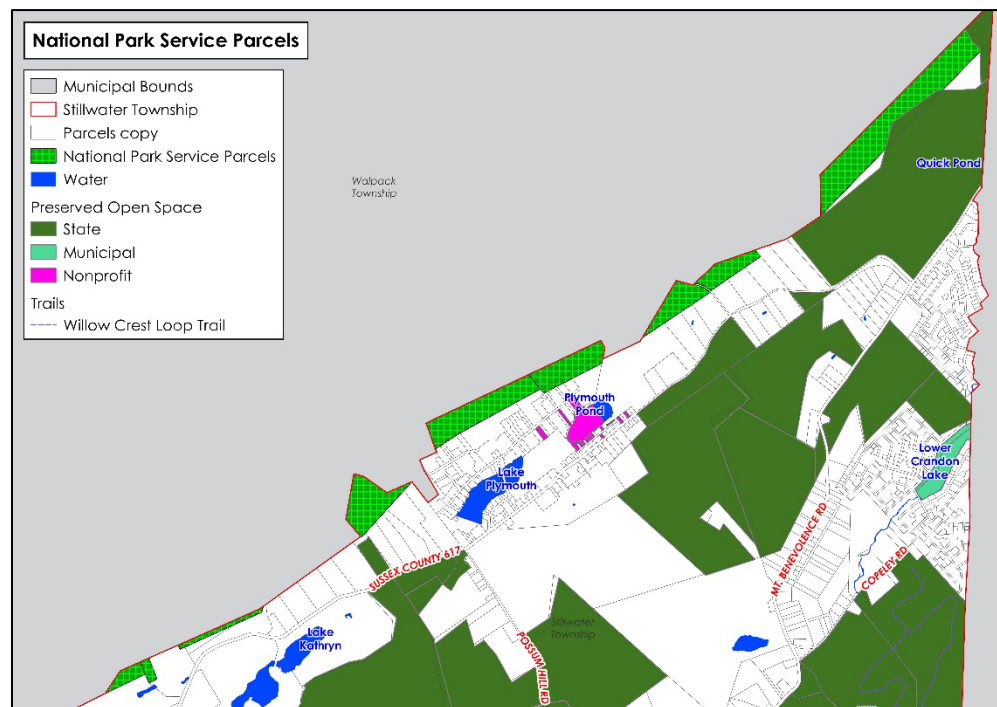 National Park Service Parcels
Municipal Bounds
Stillwater Township
Parcels copy
National Park Service Parcels
Water
Preserved Open Space
State
Municipal
Nonprofit
Trails
Willow Crest Loop Trail
Walpack
Township
Quick Pond
Plymouth
Pond
Lower
Crandon
Lake
Lake
Plymouth
MT. BENEVOLENCE RD
SUSSEX COUNTY 617
COPELEY RD
Stillwater
Township
Lake
Kathryn
POSSUM HILL RD